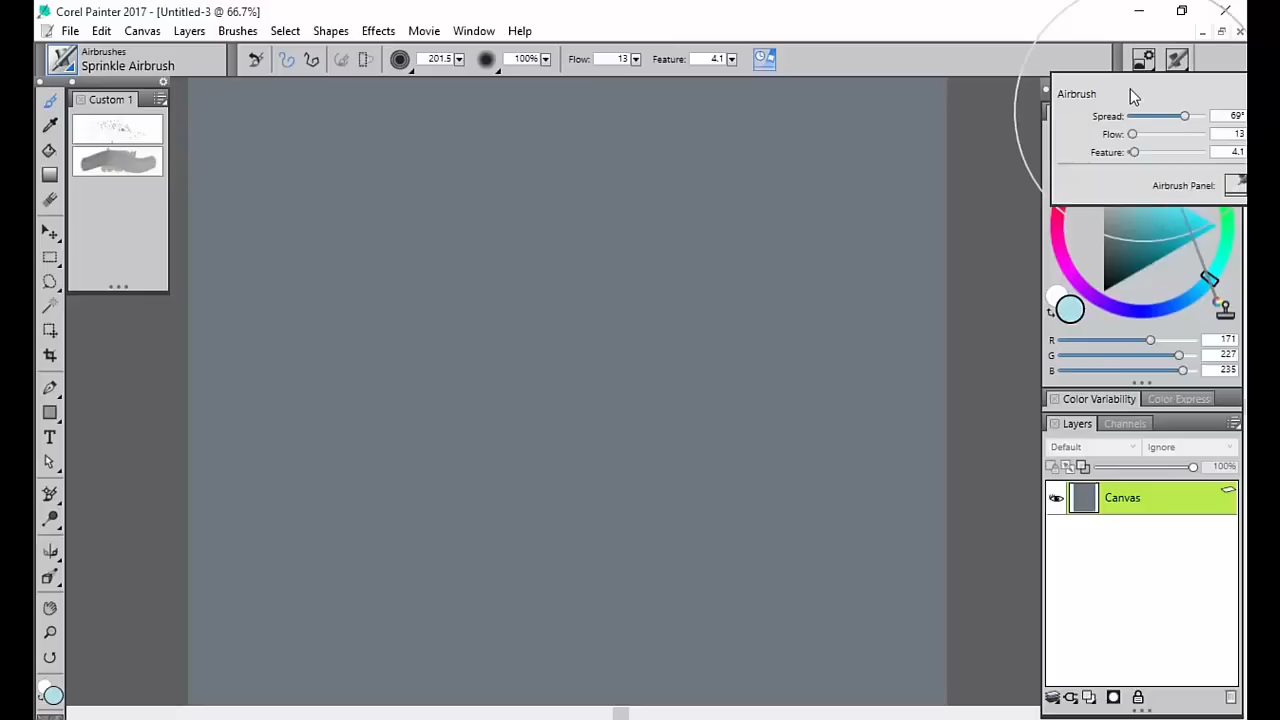 Corel Painter 2017 - [Untitled-3 @ 66.7%]
File Edit Canvas Layers Brushes Select Shapes Effects Movie Window Help
Airbrushes
Sprinkle Airbrush
201.5 100% Flow: 13 Feature: 4.1
Custom 1
Airbrush
Spread: 69°
Flow: 13
Feature: 4.1
Airbrush Panel:
R 171
G 227
B 235
Color Variability Color Express
Layers Channels
Default Ignore
100%
Canvas
T